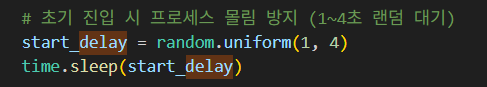 # 초기 진입 시 프로세스 몰림 방지 (1~4초 랜덤 대기)
start_delay = random.uniform(1, 4)
time.sleep(start_delay)